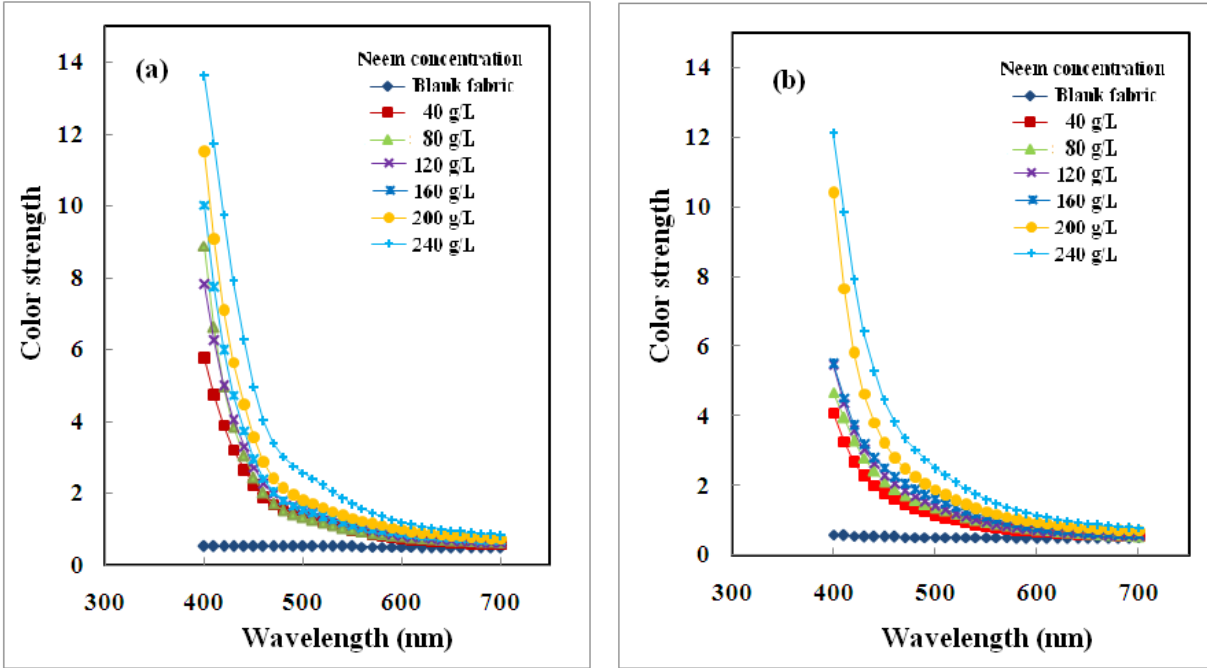 (a)
Neem concentration
Blank fabric
40 g/L
80 g/L
120 g/L
160 g/L
200 g/L
240 g/L
Color strength
14
12
10
8
6
4
2
0
300 400 500 600 700
Wavelength (nm)
(b)
Neem concentration
Blank fabric
40 g/L
80 g/L
120 g/L
160 g/L
200 g/L
240 g/L
Color strength
14
12
10
8
6
4
2
0
300 400 500 600 700
Wavelength (nm)